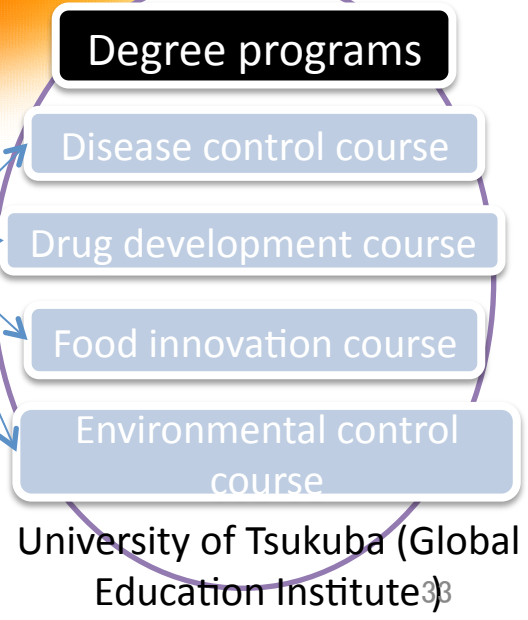 Degree programs
Disease control course
Drug development course
Food innovation course
Environmental control
course
University of Tsukuba (Global
Education Institute )
33